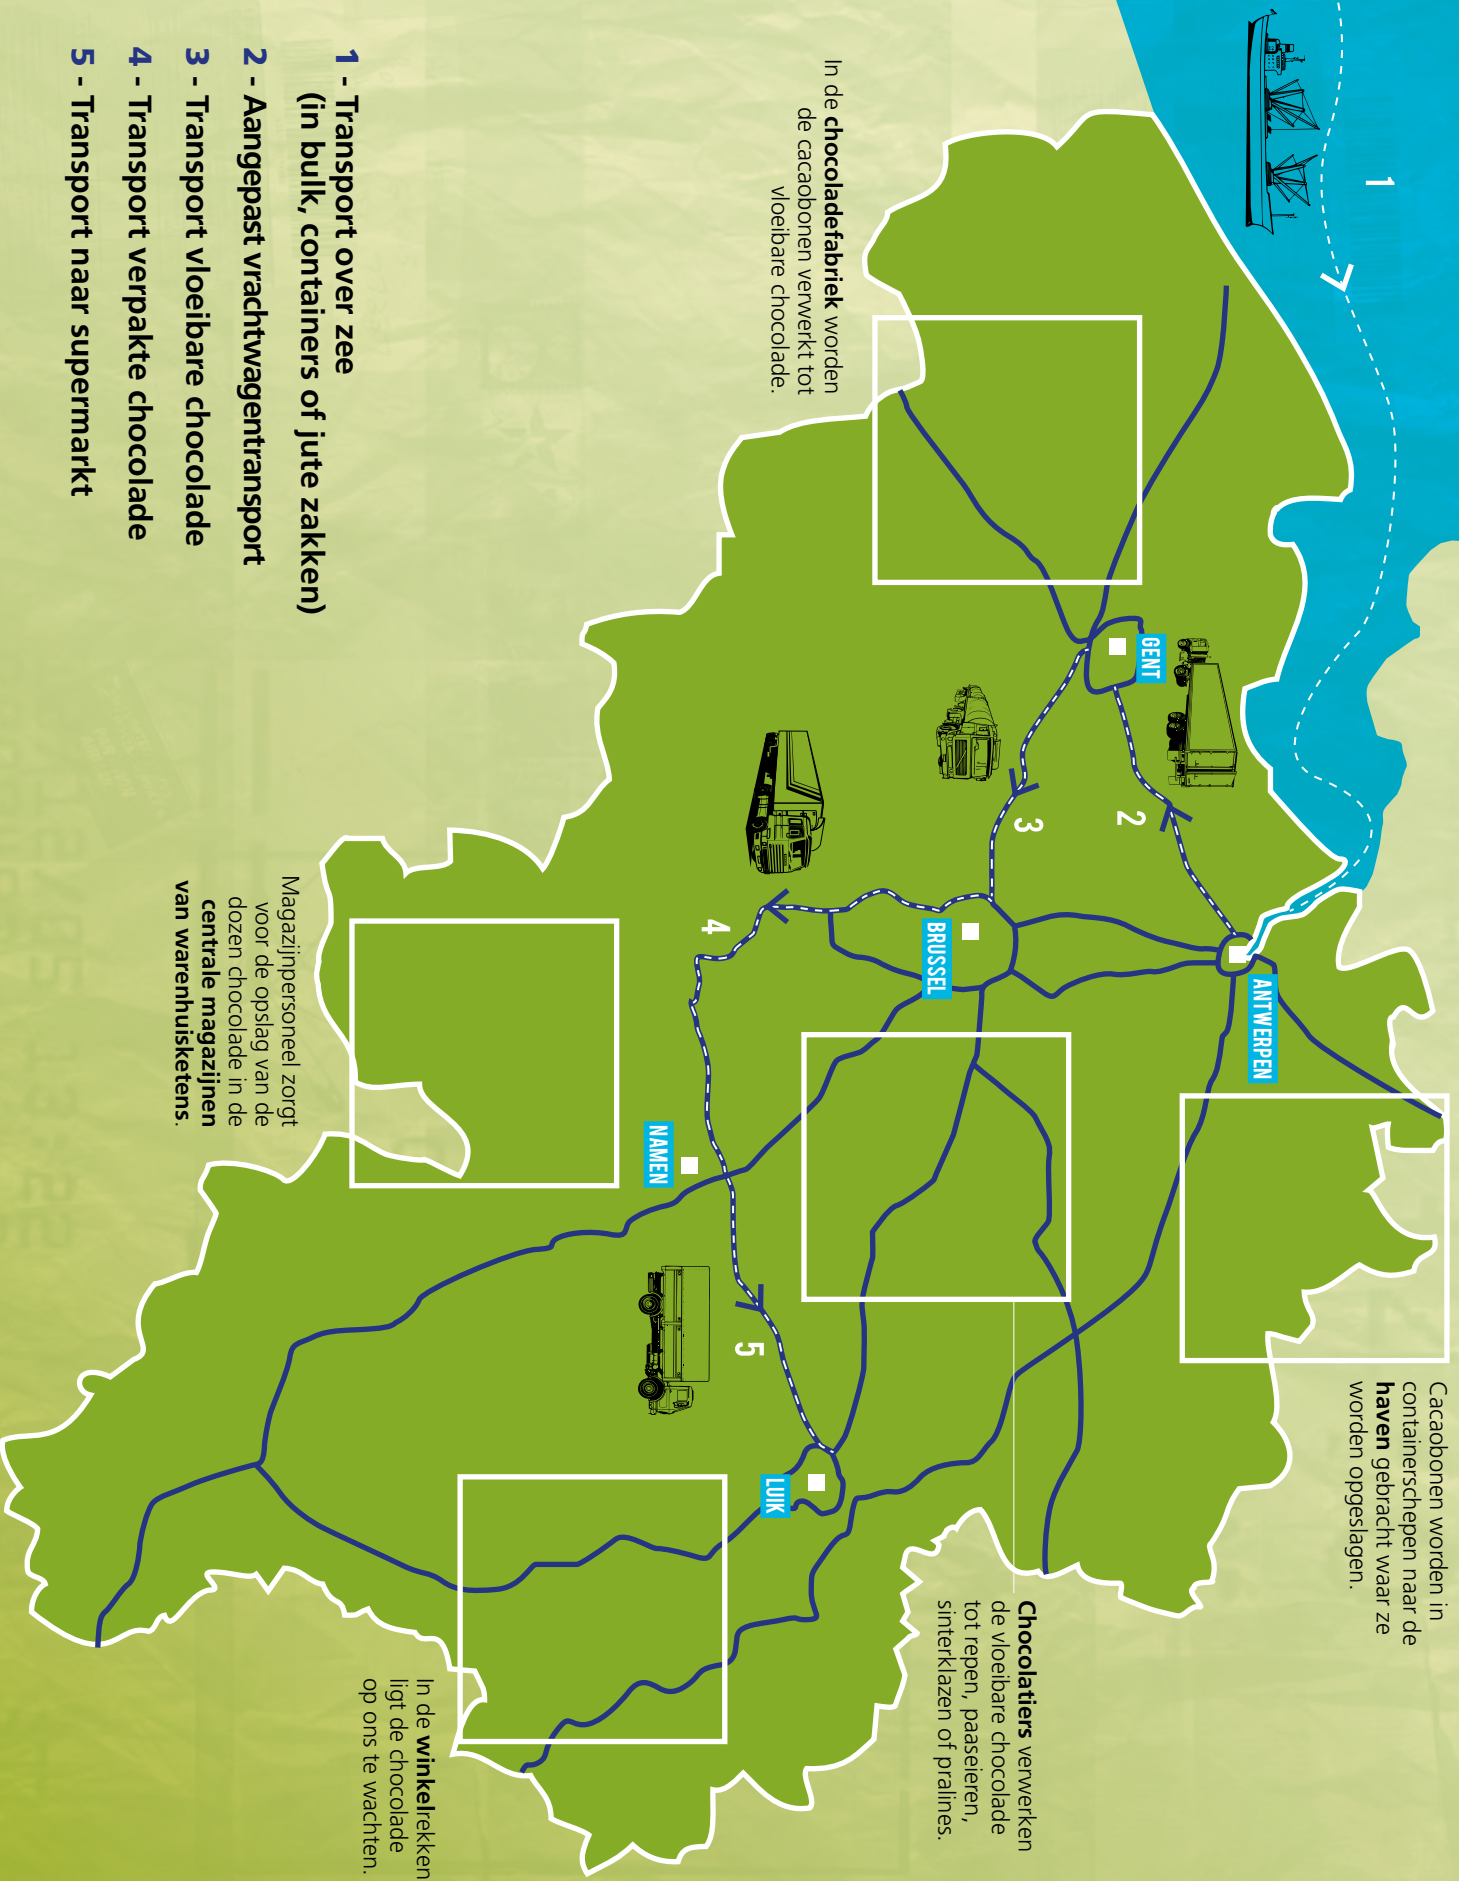 1
Cacaobonen worden in
containerschepen naar de
haven gebracht waar ze
worden opgeslagen.
ANTWERPEN
GENT
2
3
BRUSSEL
In de chocoladefabriek worden
de cacaobonen verwerkt tot
vloeibare chocolade.
Chocolatiers verwerken
de vloeibare chocolade
tot repen, paaseieren,
sinterklazen of pralines.
4
5
LUIK
NAMEN
Magazijnpersoneel zorgt
voor de opslag van de
dozen chocolade in de
centrale magazijnen
van warenhuisketens.
In de winkelrekken
ligt de chocolade
op ons te wachten.
1 - Transport over zee
(in bulk, containers of jute zakken)
2 - Aangepast vrachtwagentransport
3 - Transport vloeibare chocolade
4 - Transport verpakte chocolade
5 - Transport naar supermarkt